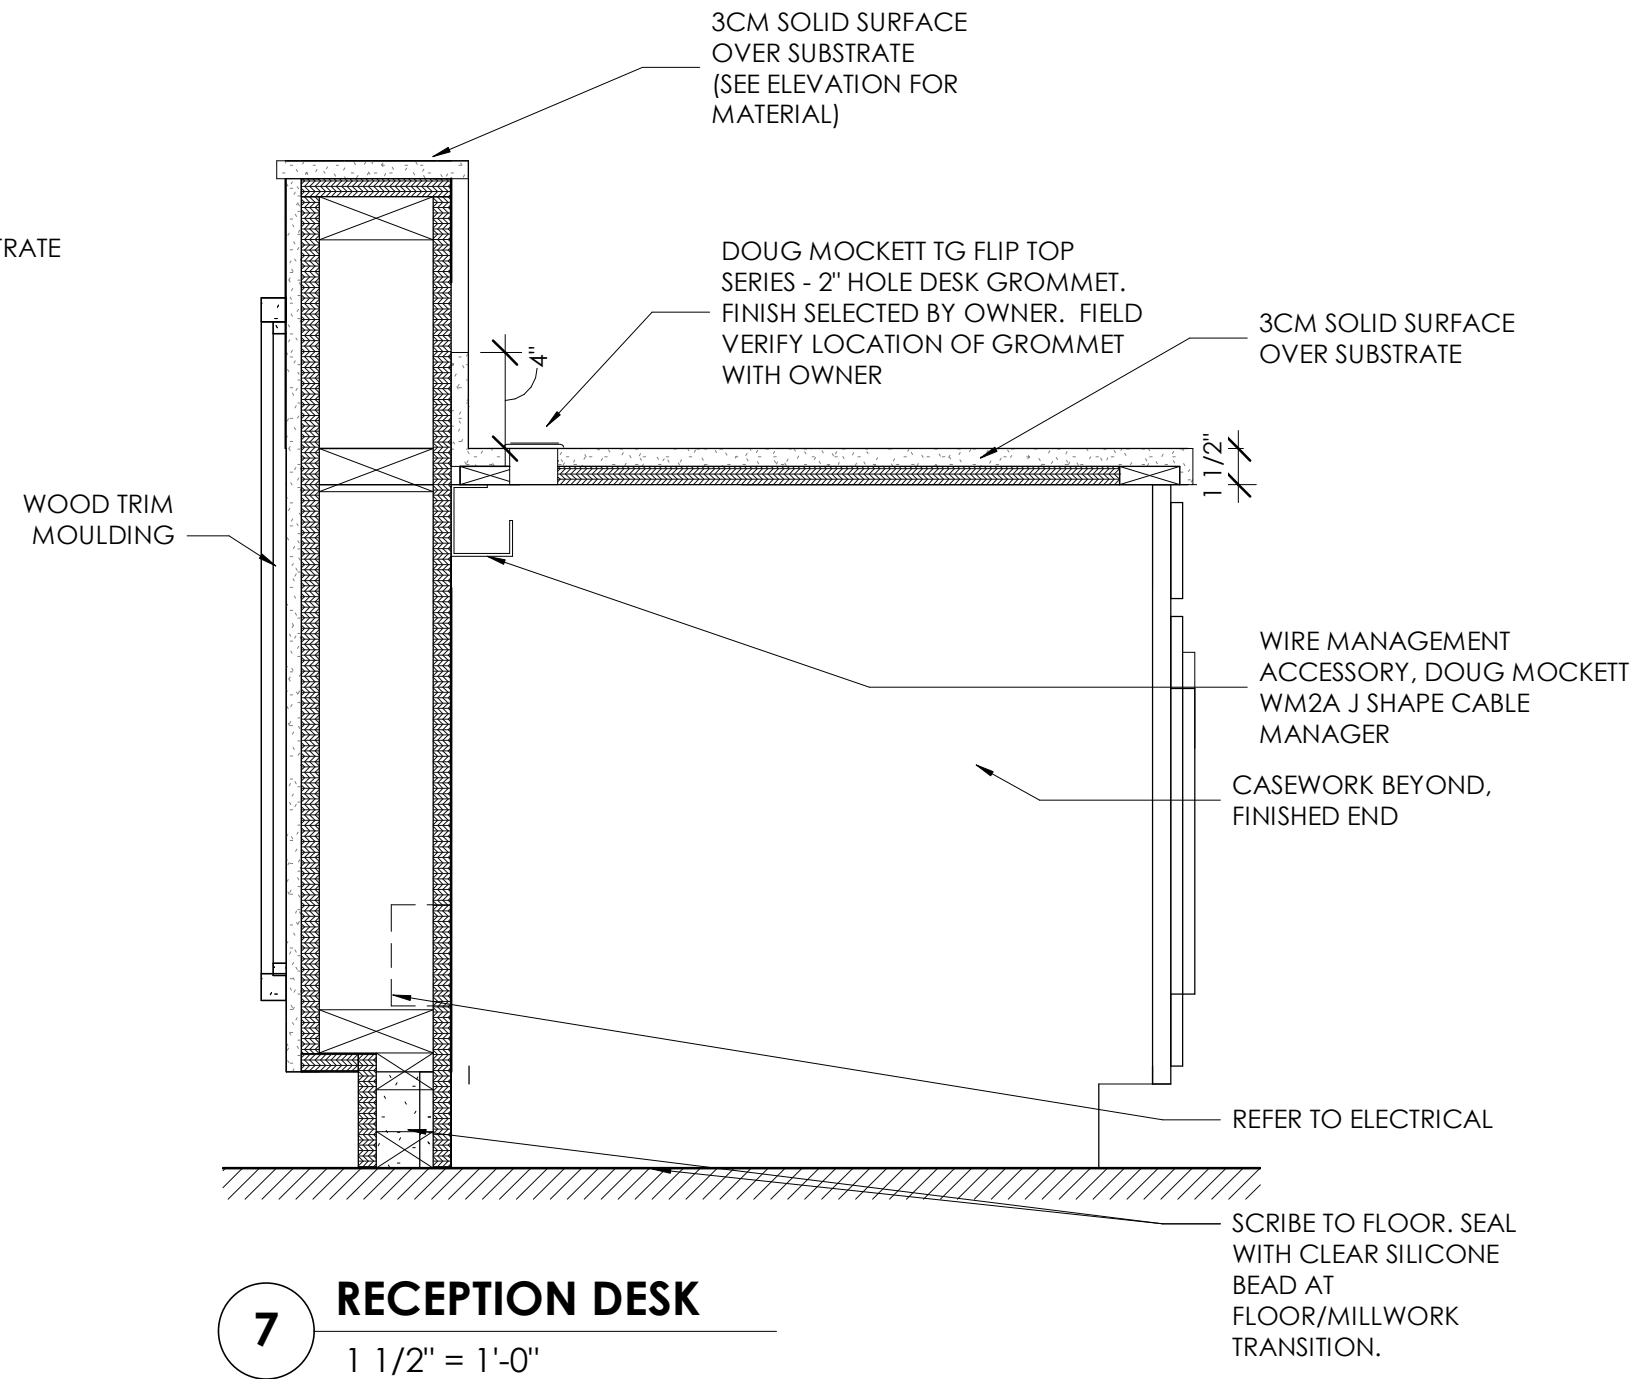 3CM SOLID SURFACE
OVER SUBSTRATE
(SEE ELEVATION FOR
MATERIAL)
DOUG MOCKETT TG FLIP TOP
SERIES - 2" HOLE DESK GROMMET.
FINISH SELECTED BY OWNER. FIELD
VERIFY LOCATION OF GROMMET
WITH OWNER
3CM SOLID SURFACE
OVER SUBSTRATE
4"
1 1/2"
WOOD TRIM
MOULDING
WIRE MANAGEMENT
ACCESSORY, DOUG MOCKETT
WM2A J SHAPE CABLE
MANAGER
CASEWORK BEYOND,
FINISHED END
REFER TO ELECTRICAL
SCRIBE TO FLOOR. SEAL
WITH CLEAR SILICONE
BEAD AT
FLOOR/MILLWORK
TRANSITION.
7
RECEPTION DESK
1 1/2" = 1'-0"